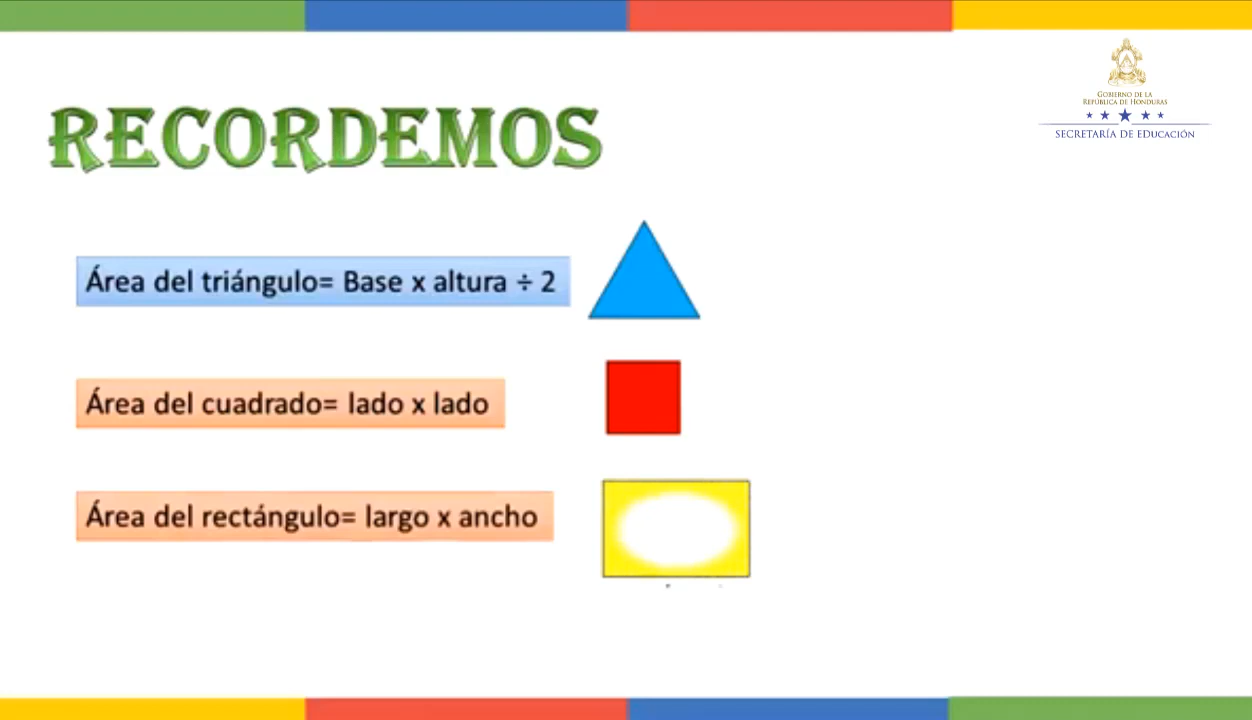 GOBIERNO DE LA
REPÚBLICA DE HONDURAS
SECRETARÍA DE EDUCACIÓN
RECORDEMOS
Área del triángulo= Base x altura ÷ 2
Área del cuadrado= lado x lado
Área del rectángulo= largo x ancho